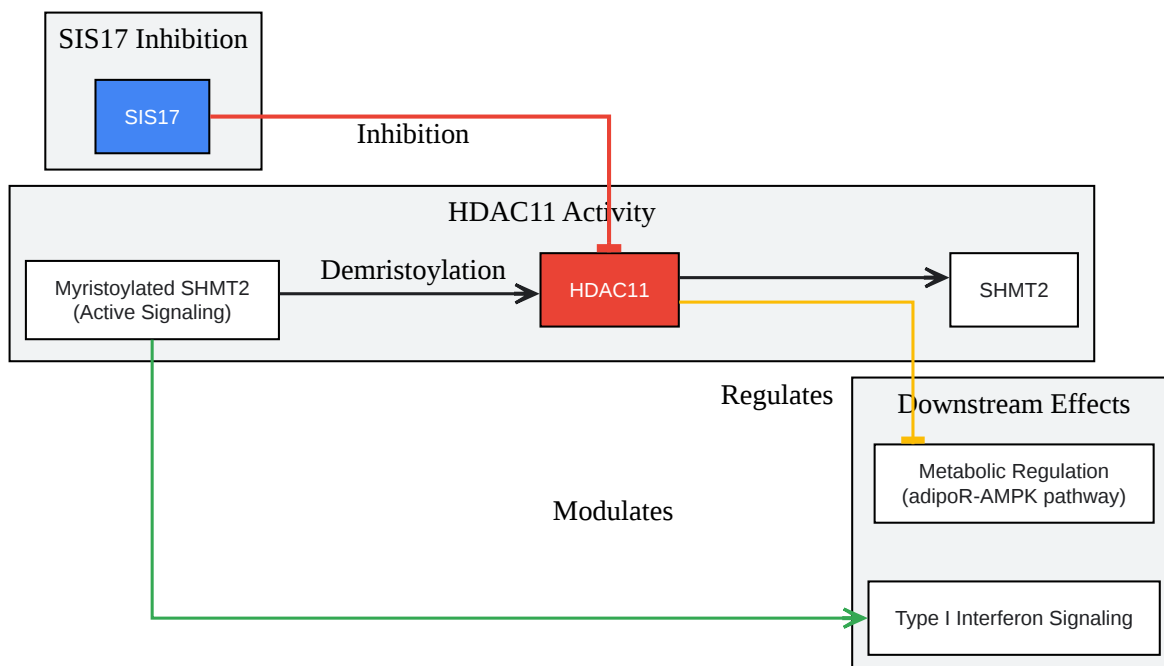 SIS17 Inhibition
SIS17
Inhibition
HDAC11 Activity
Demristoylation
Myristoylated SHMT2
(Active Signaling)
HDAC11
SHMT2
Regulates
Downstream Effects
Metabolic Regulation
(adipoR-AMPK pathway)
Modulates
Type I Interferon Signaling